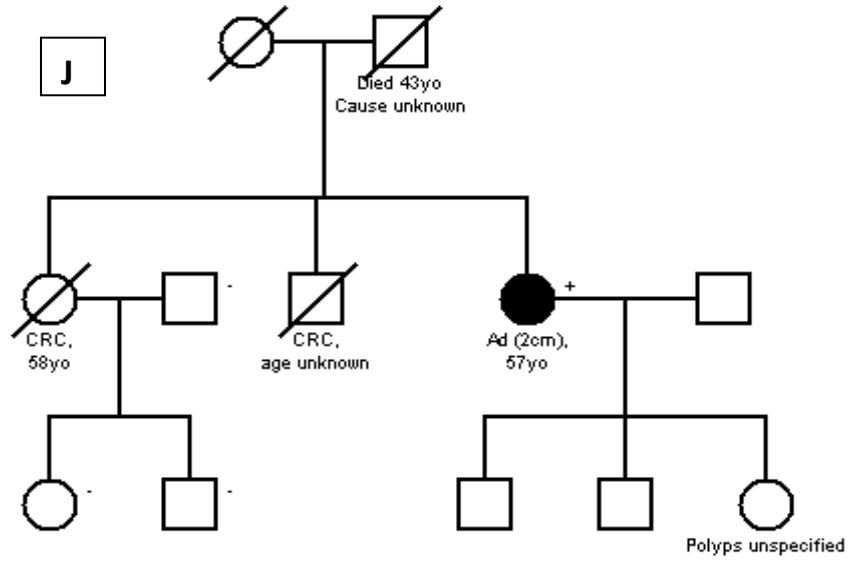 J
Died 43yo
Cause unknown
-
+
CRC,
58yo
CRC,
age unknown
Ad (2cm),
57yo
-
-
Polyps unspecified